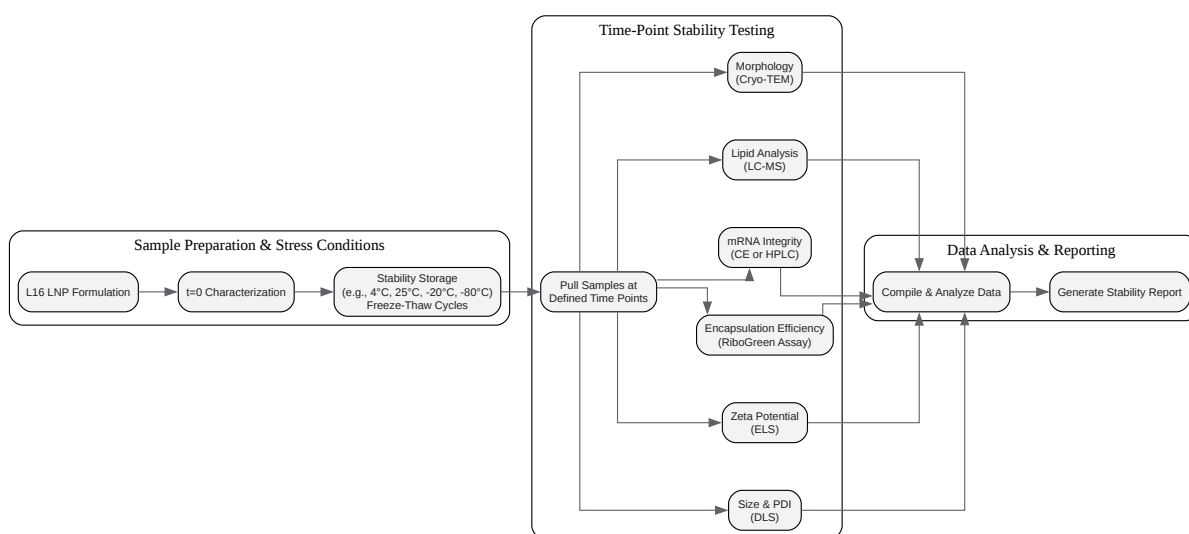 Time-Point Stability Testing
Morphology
(Cryo-TEM)
Lipid Analysis
(LC-MS)
mRNA Integrity
(CE or HPLC)
Sample Preparation & Stress Conditions
Data Analysis & Reporting
L16 LNP Formulation
t=0 Characterization
Stability Storage
(e.g., 4°C, 25°C, -20°C, -80°C)
Freeze-Thaw Cycles
Pull Samples at
Defined Time Points
Compile & Analyze Data
Generate Stability Report
Encapsulation Efficiency
(RiboGreen Assay)
Zeta Potential
(ELS)
Size & PDI
(DLS)